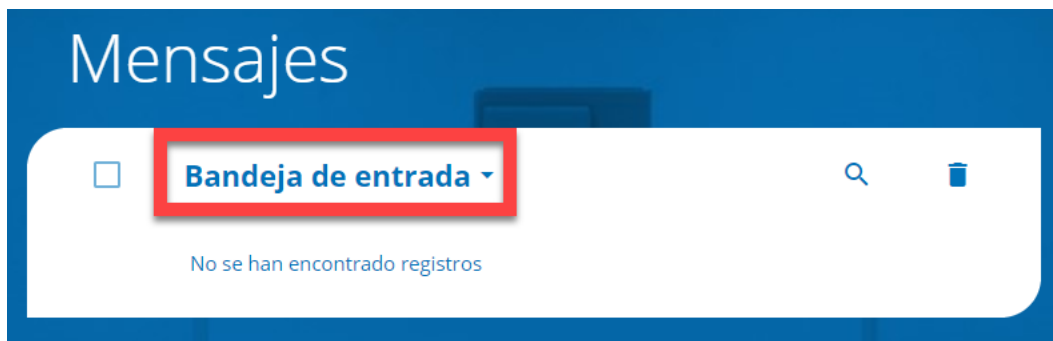 Mensajes
Bandeja de entrada
No se han encontrado registros